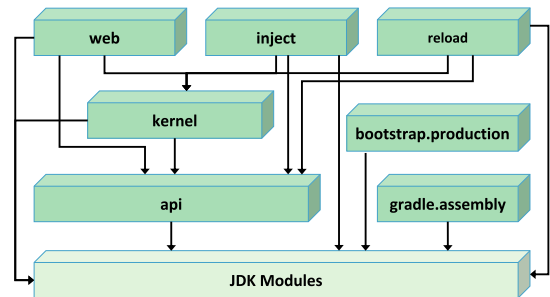 web
inject
reload
kernel
bootstrap.production
api
gradle.assembly
JDK Modules